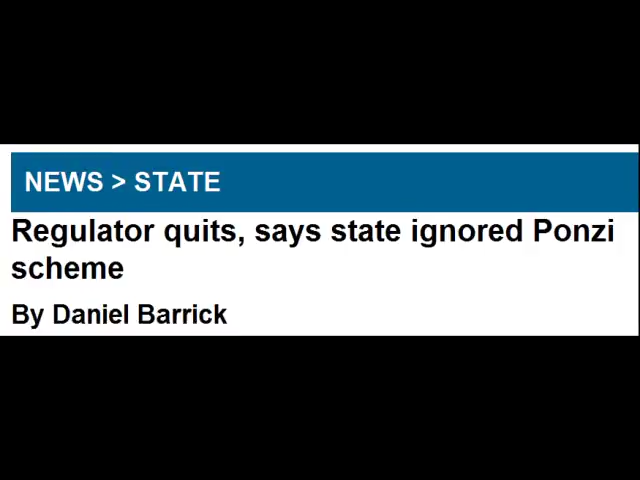 NEWS > STATE
Regulator quits, says state ignored Ponzi
scheme
By Daniel Barrick